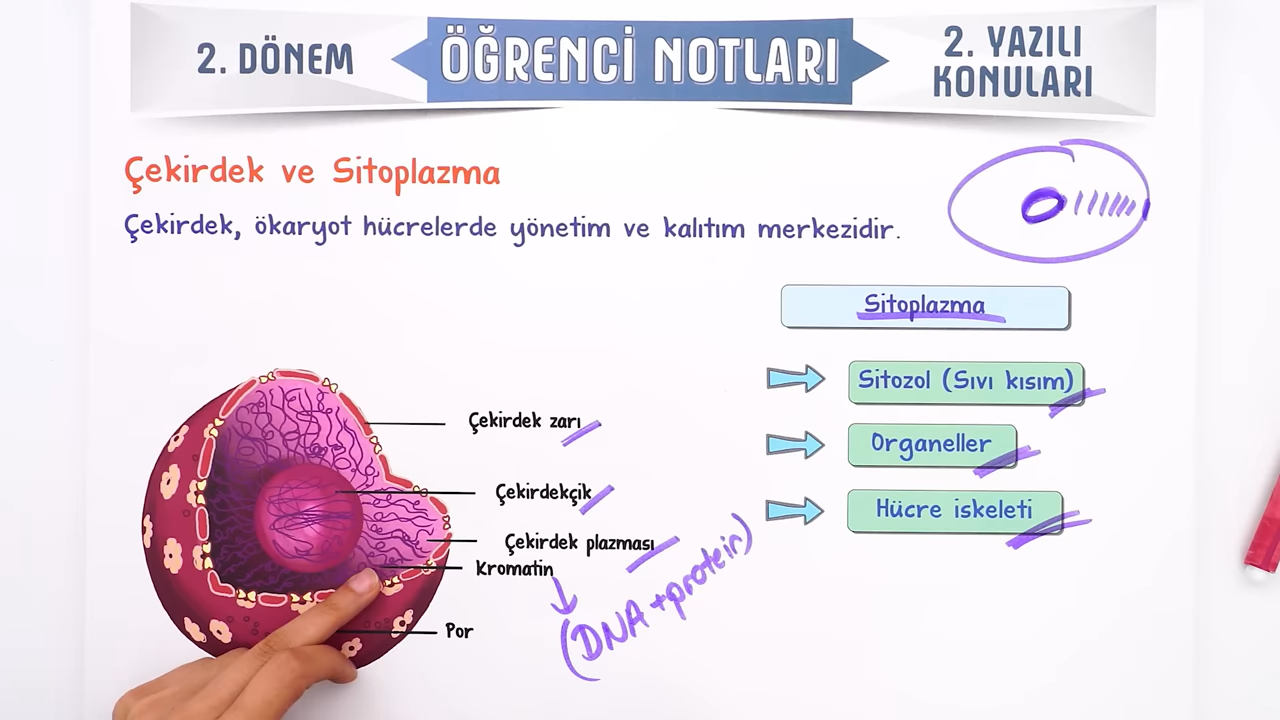 2. DÖNEM
ÖĞRENCİ NOTLARI
2. YAZILI
KONULARI
Çekirdek ve Sitoplazma
Çekirdek, ökaryot hücrelerde yönetim ve kalıtım merkezidir.
Sitoplazma
Sitozol (Sıvı kısım)
Organeller
Hücre iskeleti
Çekirdek zarı
Çekirdekçik
Çekirdek plazması
Kromatin
(DNA+protein)
Por